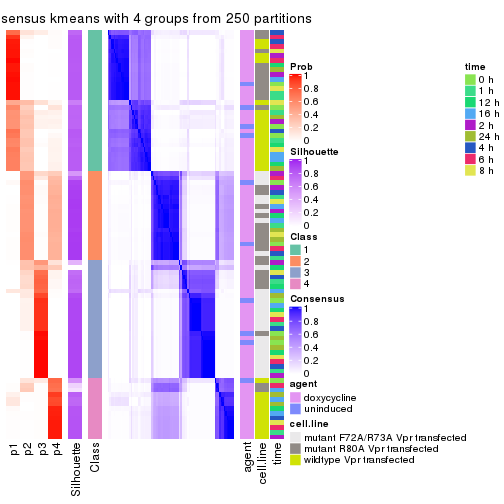 sensus kmeans with 4 groups from 250 partitions
Prob
1
0.8
0.6
0.4
0.2
0
Silhouette
1
0.8
0.6
0.4
0.2
0
Class
1
2
3
4
Consensus
1
0.8
0.6
0.4
0.2
0
agent
doxycycline
uninduced
cell.line
mutant F72A/R73A Vpr transfected
mutant R80A Vpr transfected
wildtype Vpr transfected
time
0 h
1 h
12 h
16 h
2 h
24 h
4 h
6 h
8 h
p1
p2
p3
p4
Silhouette
Class
agent
cell.line
time